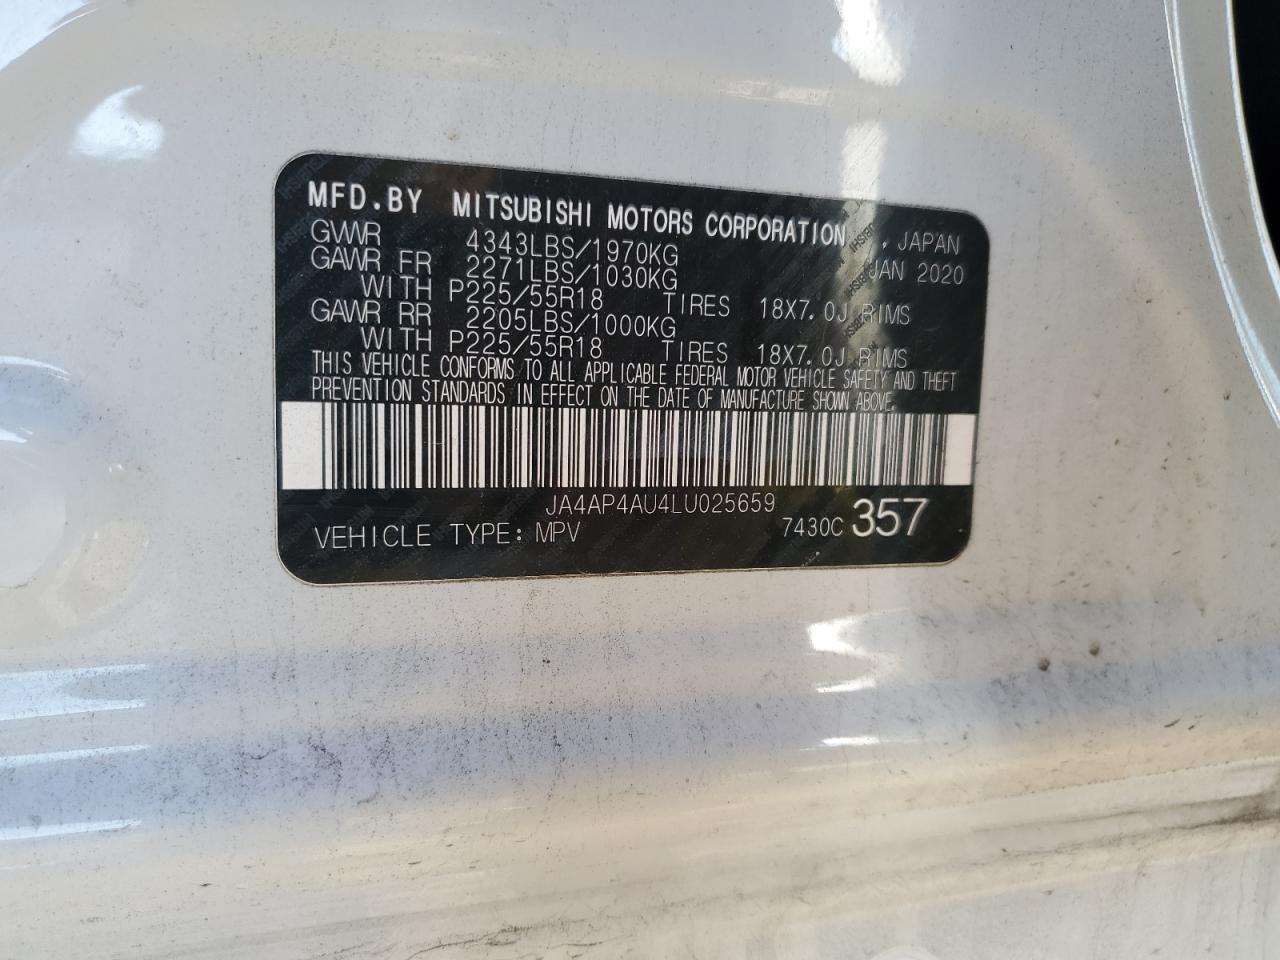 MFD.BY MITSUBISHI MOTORS CORPORATION , JAPAN
GVWR 4343LBS/1970KG JAN 2020
GAWR FR 2271LBS/1030KG
WITH P225/55R18 TIRES 18X7.0J RIMS
GAWR RR 2205LBS/1000KG
WITH P225/55R18 TIRES 18X7.0J RIMS
THIS VEHICLE CONFORMS TO ALL APPLICABLE FEDERAL MOTOR VEHICLE SAFETY AND THEFT
PREVENTION STANDARDS IN EFFECT ON THE DATE OF MANUFACTURE SHOWN ABOVE.
JA4AP4AU4LU025659
VEHICLE TYPE: MPV 7430C 357